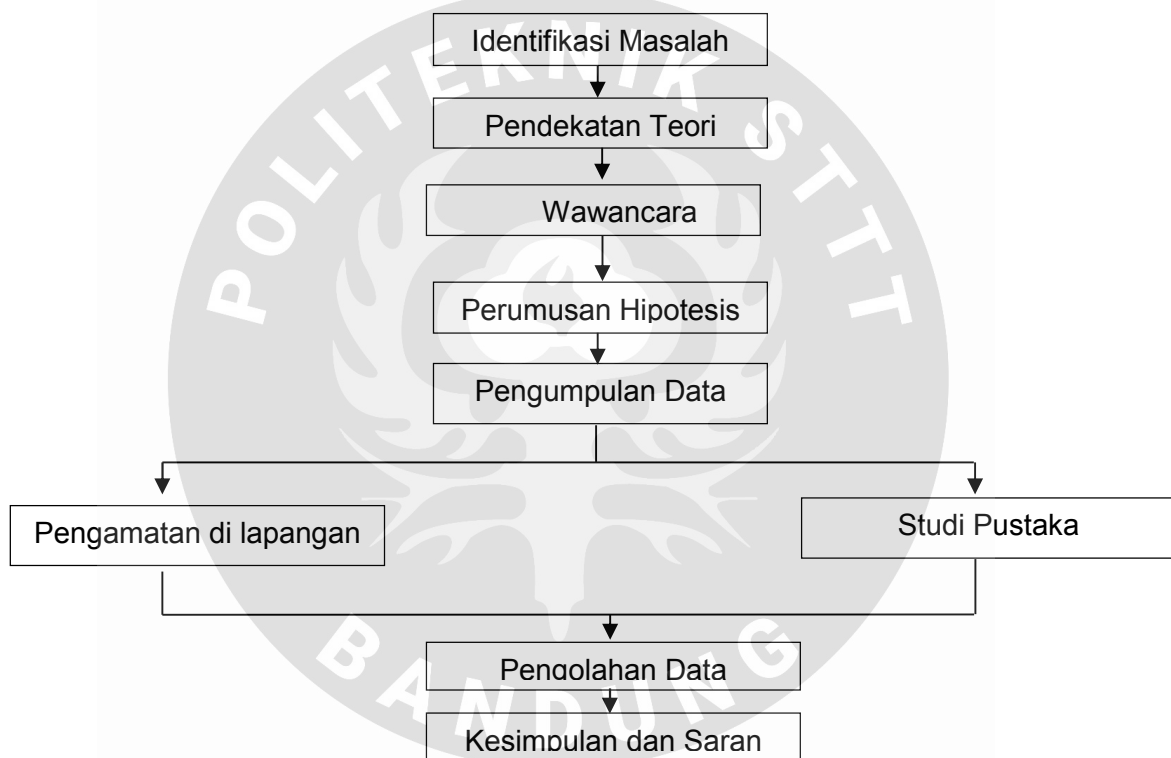 Identifikasi Masalah
Pendekatan Teori
Wawancara
Perumusan Hipotesis
Pengumpulan Data
Pengamatan di lapangan
Studi Pustaka
Pengolahan Data
Kesimpulan dan Saran
POLITEKNIK STTT
BANDUNG